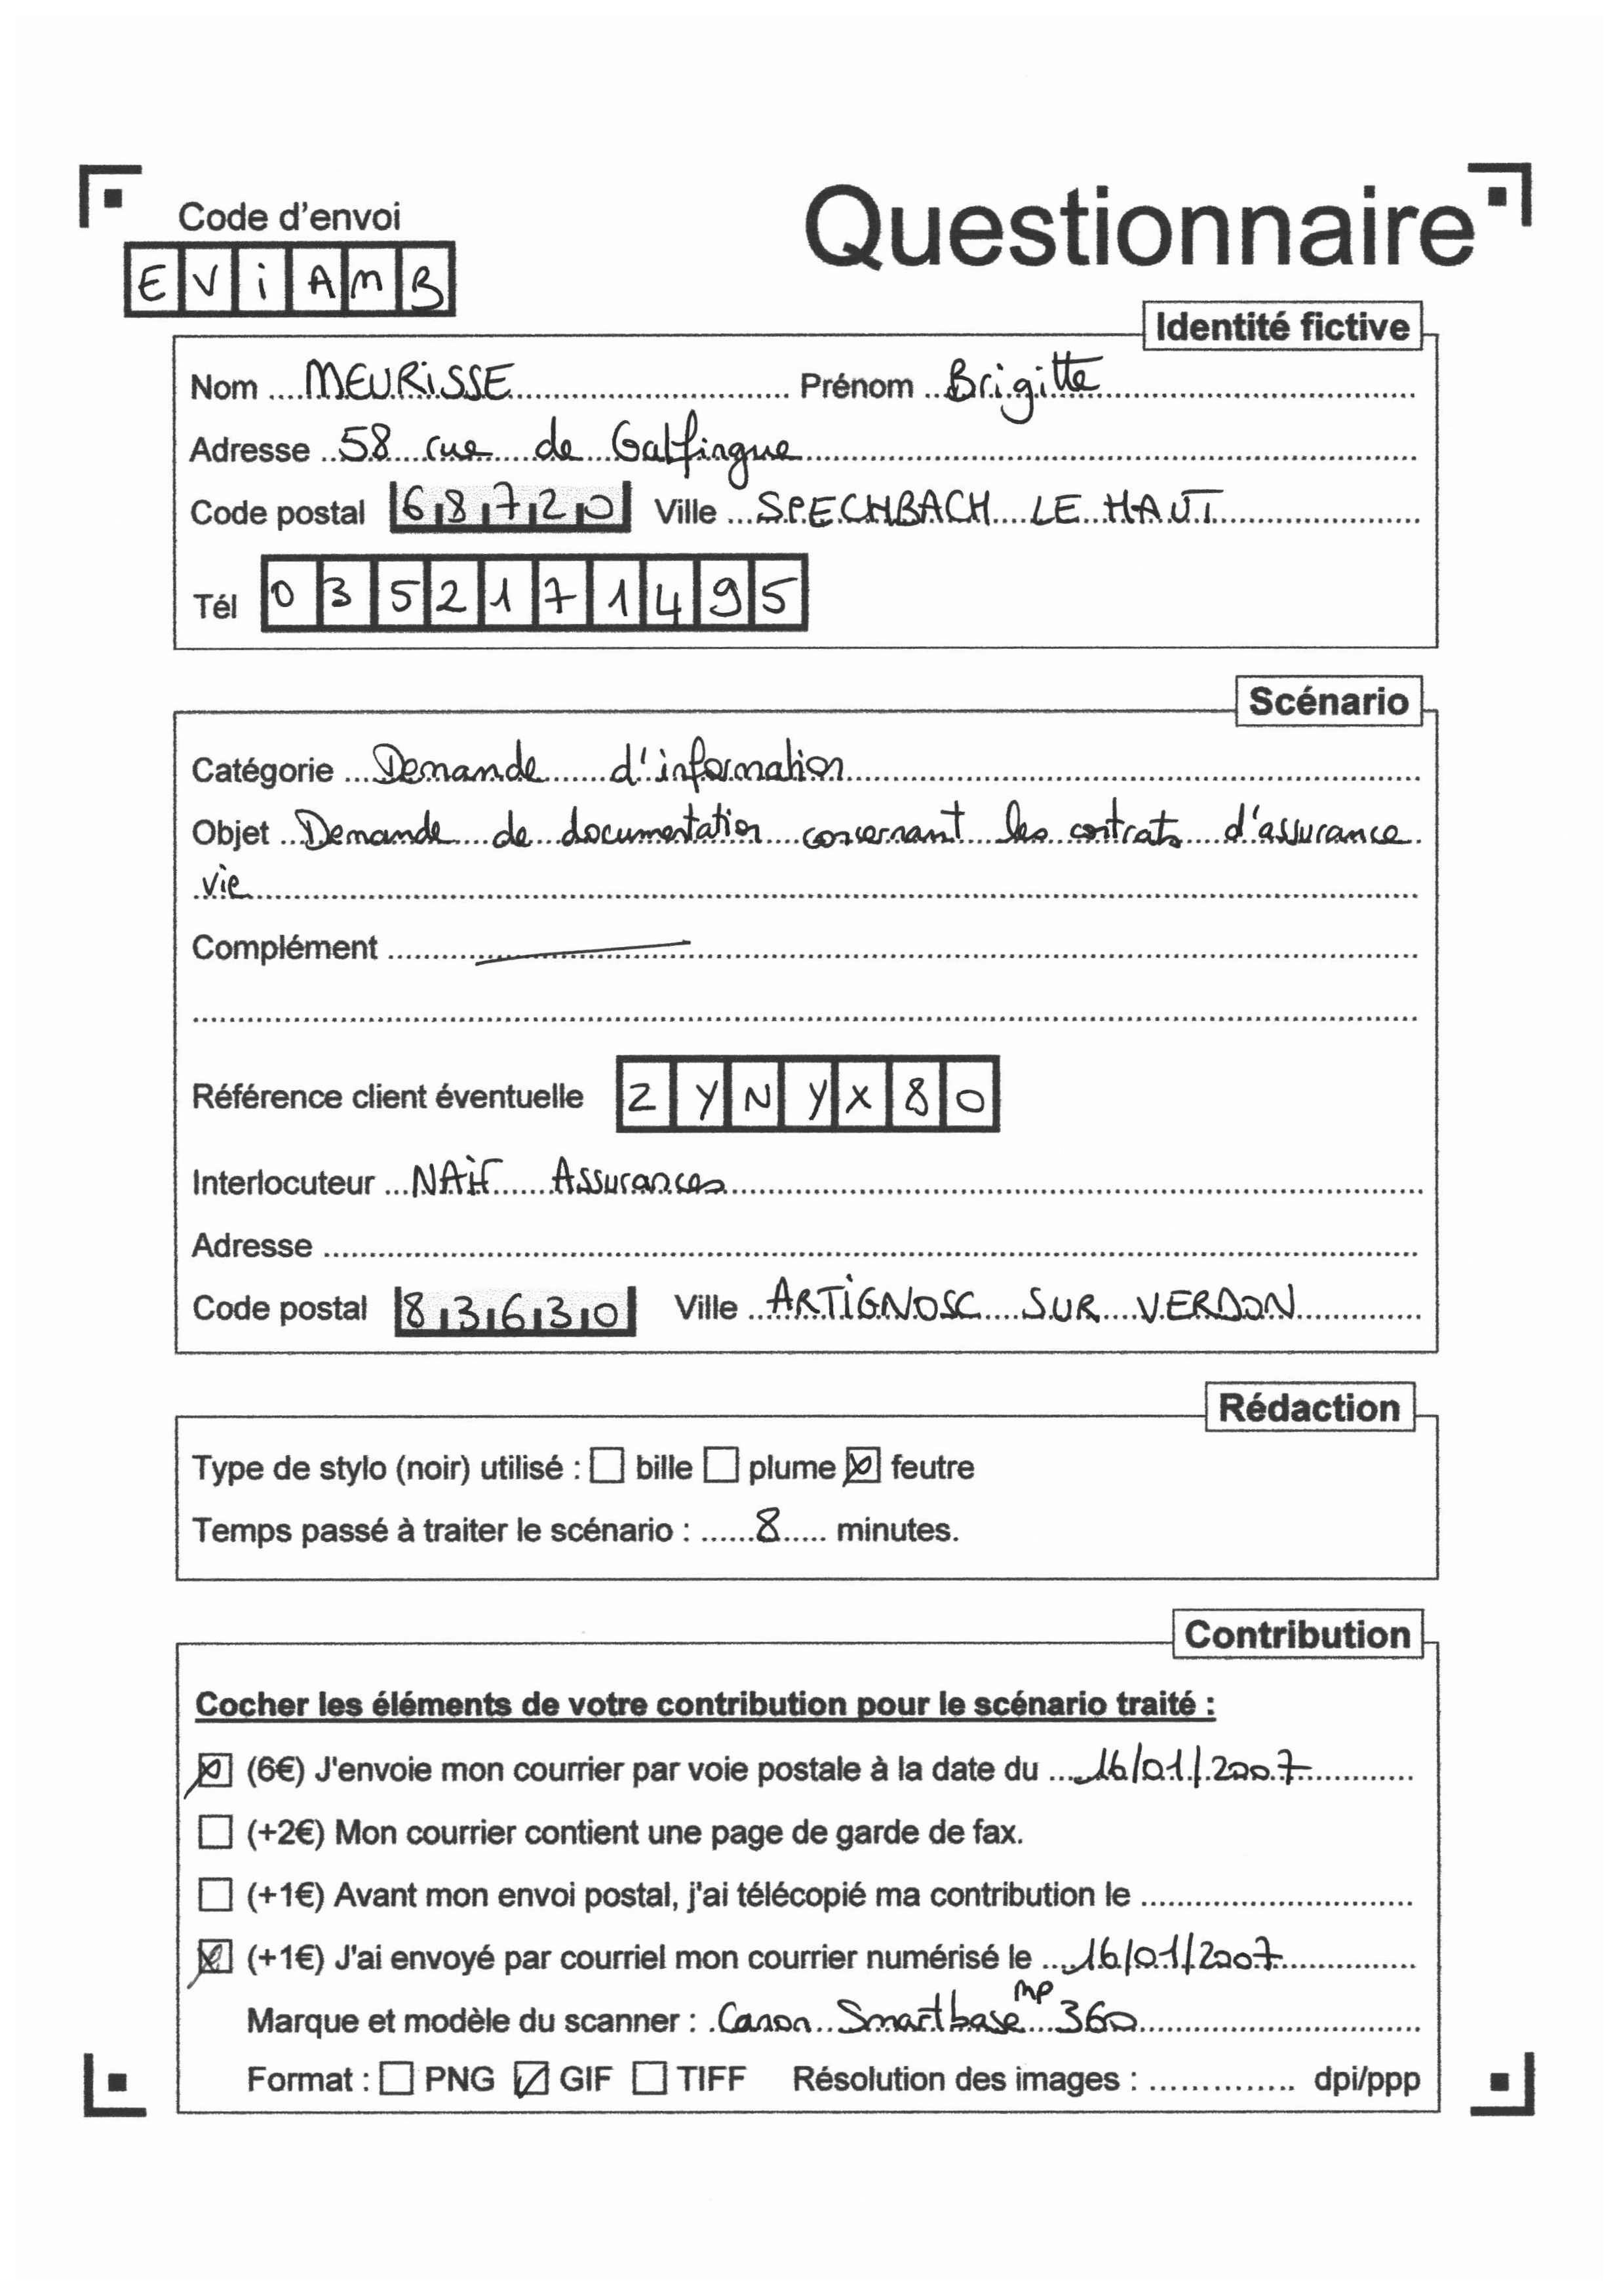 Code d'envoi
Questionnaire
EViAMB
Identité fictive
Nom MEURISSE Prénom Brigitte
Adresse 58 rue de Galfingue
Code postal 68720 Ville SPECHBACH LE HAUT
Tél 0352171495
Scénario
Catégorie Demande d'information
Objet Demande de documentation concernant les contrats d'assurance
vie
Complément
Référence client éventuelle ZYNYX80
Interlocuteur NAÏF Assurances
Adresse
Code postal 83630 Ville ARTIGNOSC SUR VERDON
Rédaction
Type de stylo (noir) utilisé : bille plume feutre
Temps passé à traiter le scénario : 8 minutes.
Contribution
Cocher les éléments de votre contribution pour le scénario traité :
(6€) J'envoie mon courrier par voie postale à la date du 16/01/2007
(+2€) Mon courrier contient une page de garde de fax.
(+1€) Avant mon envoi postal, j'ai télécopié ma contribution le
(+1€) J'ai envoyé par courriel mon courrier numérisé le 16/01/2007
Marque et modèle du scanner : Canon Smartbase MP 360
Format : PNG GIF TIFF Résolution des images : dpi/ppp